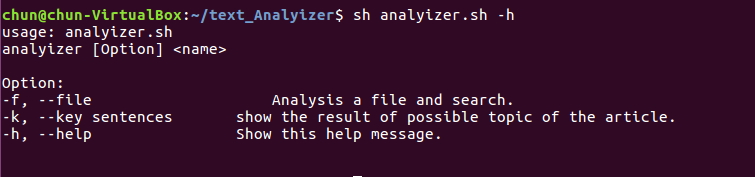 chun@chun-VirtualBox:~/text_Analyizer$ sh analyizer.sh -h
usage: analyizer.sh
analyizer [Option] <name>
Option:
-f, --file Analysis a file and search.
-k, --key sentences show the result of possible topic of the article.
-h, --help Show this help message.